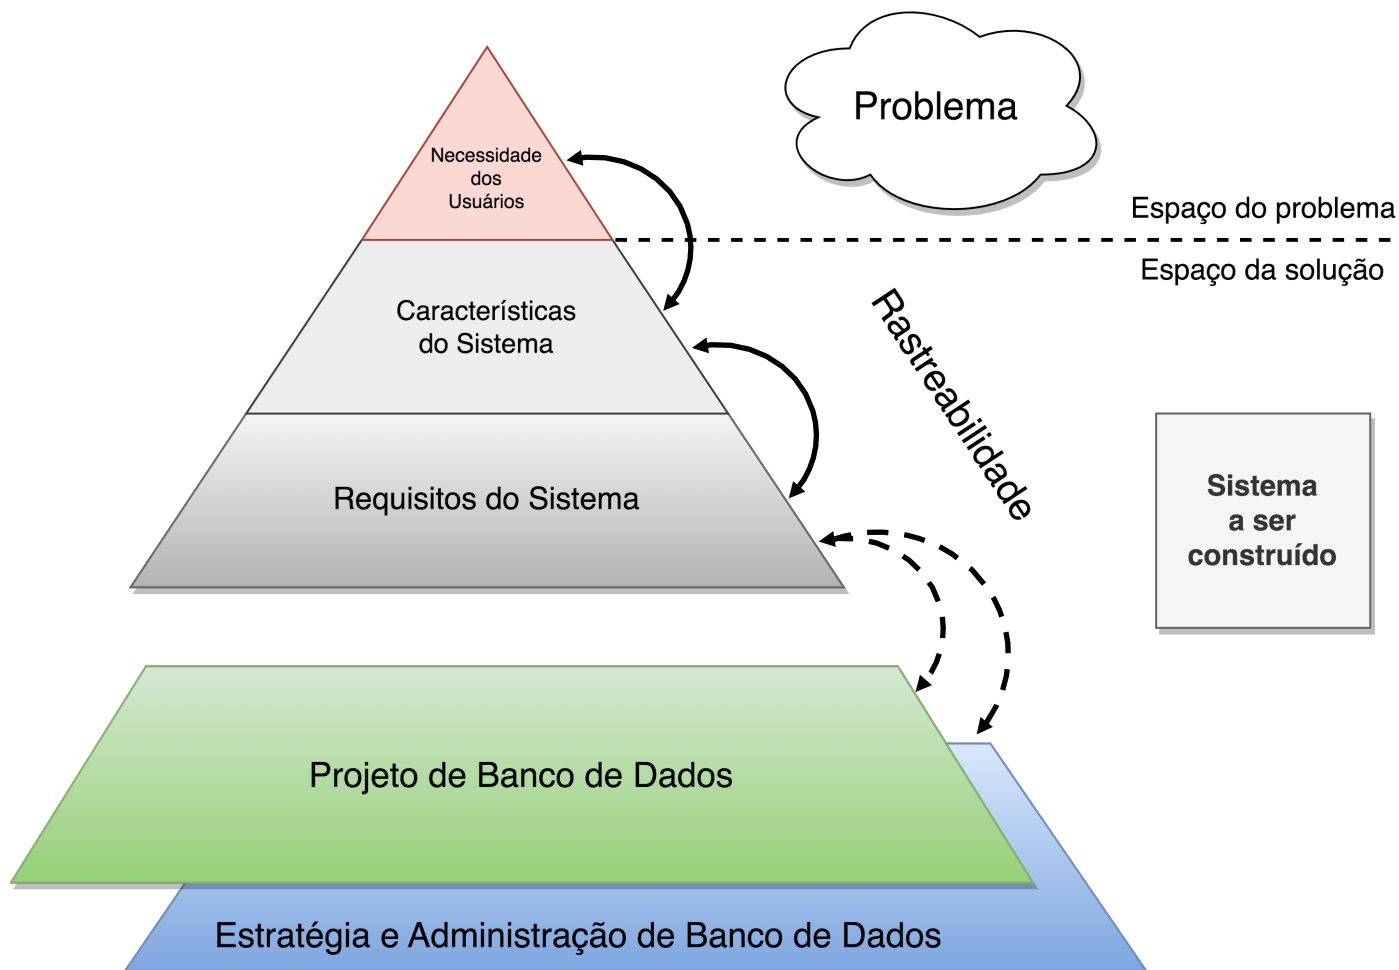 Problema
Necessidade
dos
Usuários
Espaço do problema
Espaço da solução
Características
do Sistema
Rastreabilidade
Requisitos do Sistema
Sistema
a ser
construído
Projeto de Banco de Dados
Estratégia e Administração de Banco de Dados